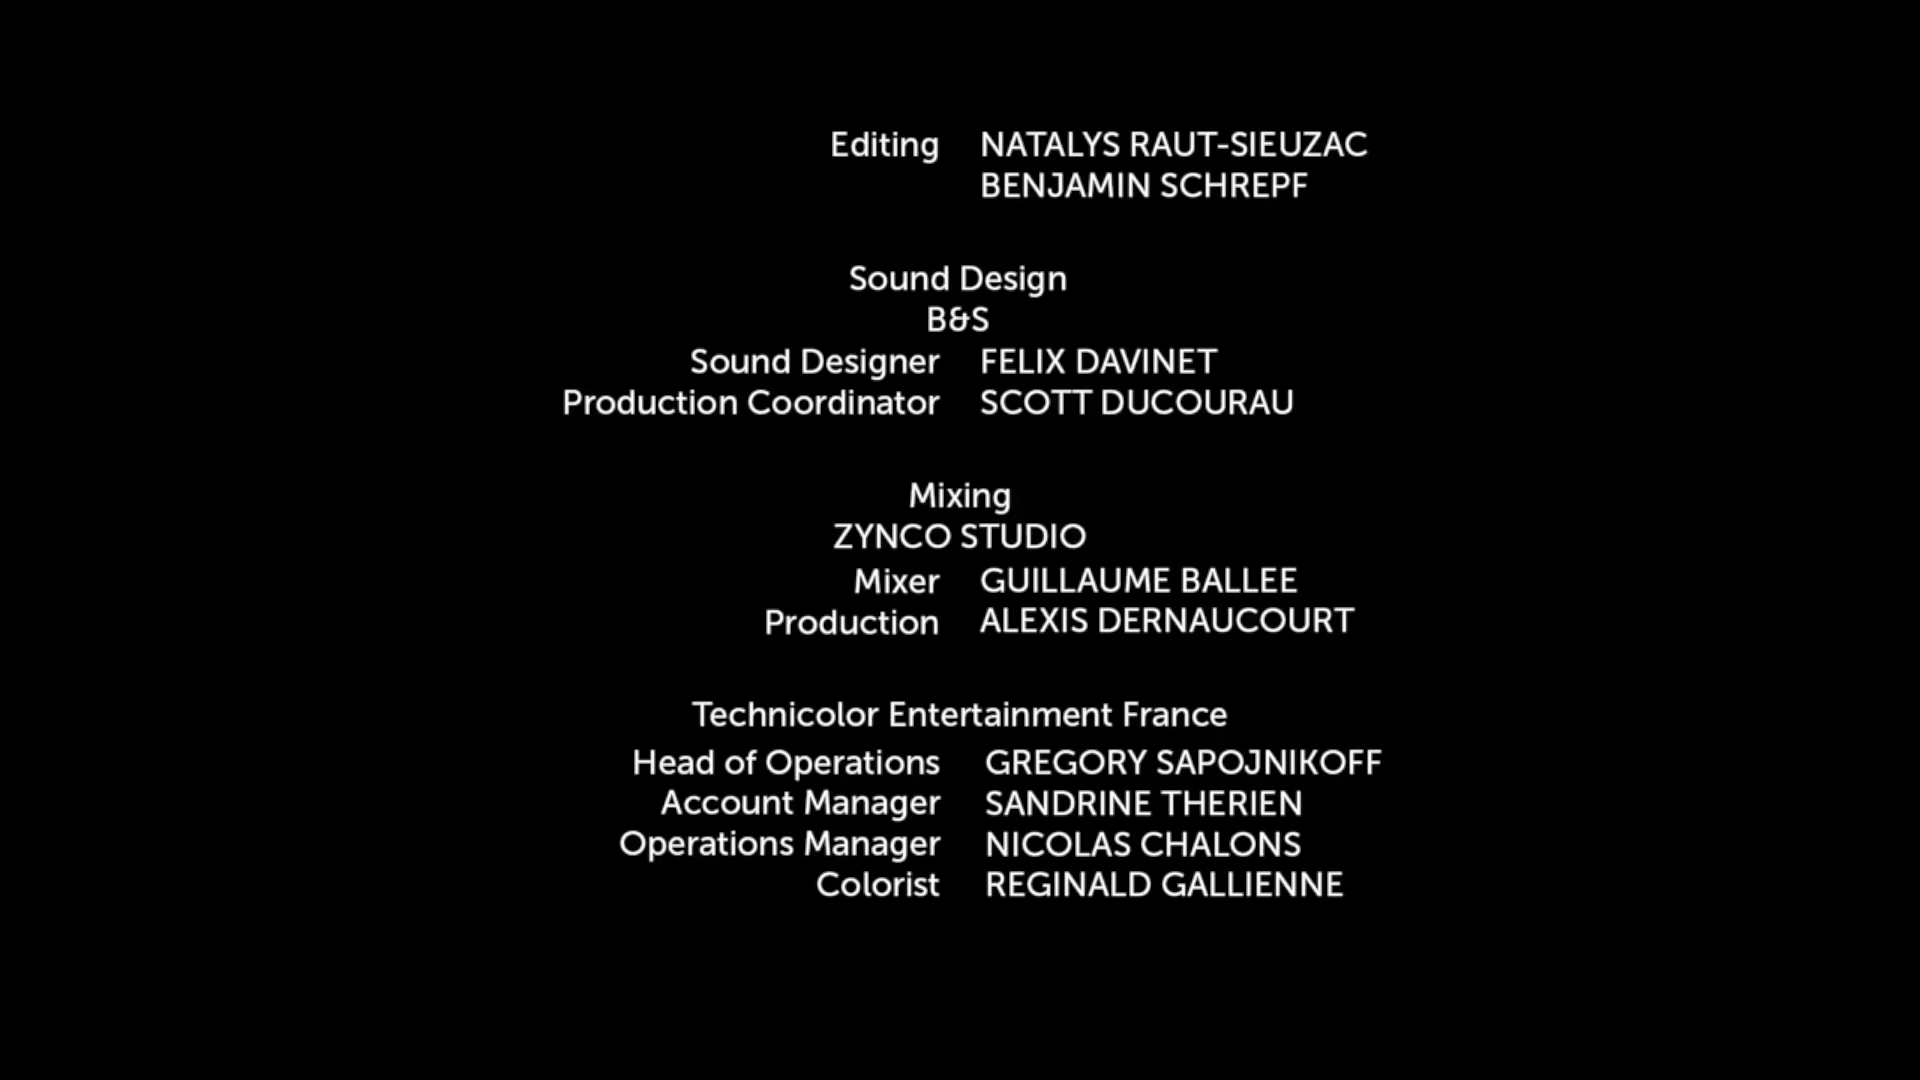 Editing NATALYS RAUT-SIEUZAC
BENJAMIN SCHREPF
Sound Design
B&S
Sound Designer FELIX DAVINET
Production Coordinator SCOTT DUCOURAU
Mixing
ZYNCO STUDIO
Mixer GUILLAUME BALLEE
Production ALEXIS DERNAUCOURT
Technicolor Entertainment France
Head of Operations GREGORY SAPOJNIKOFF
Account Manager SANDRINE THERIEN
Operations Manager NICOLAS CHALONS
Colorist REGINALD GALLIENNE